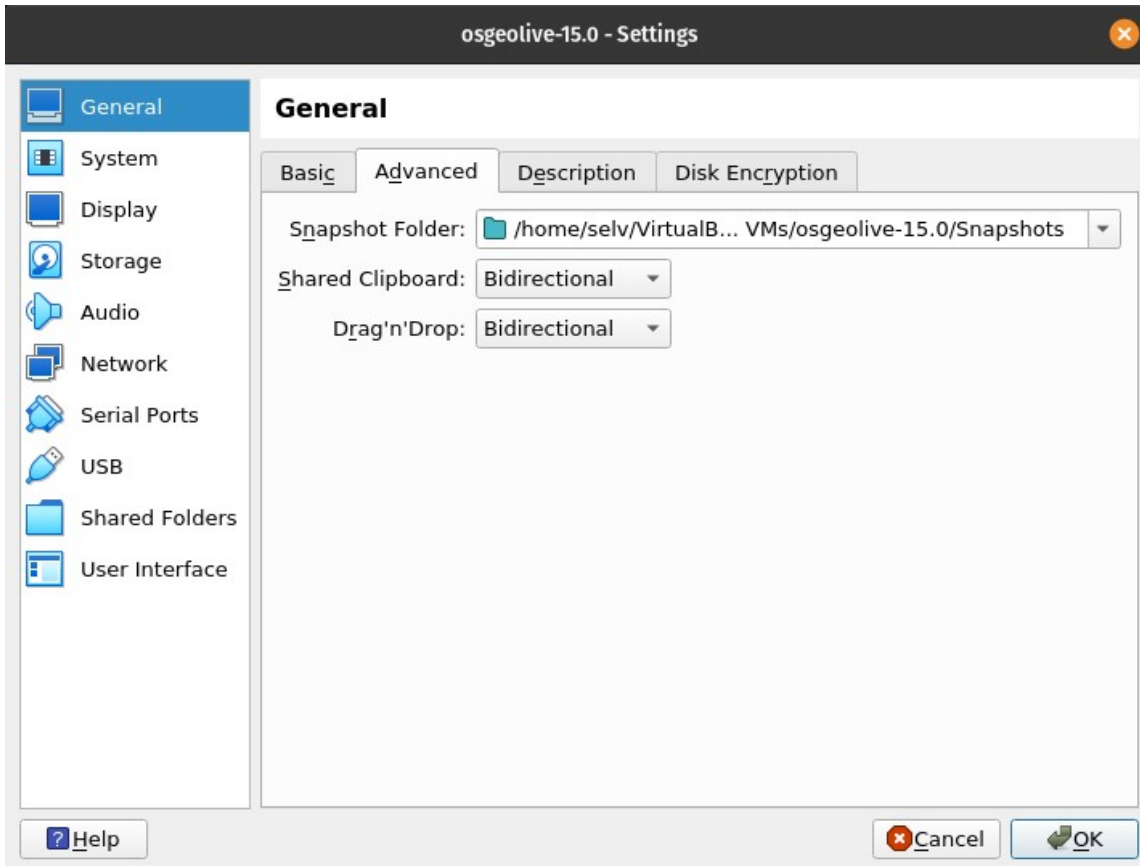 osgeolive-15.0 - Settings
General
System
Display
Storage
Audio
Network
Serial Ports
USB
Shared Folders
User Interface
General
Basic Advanced Description Disk Encryption
Snapshot Folder: /home/selv/VirtualB... VMs/osgeolive-15.0/Snapshots
Shared Clipboard: Bidirectional
Drag'n'Drop: Bidirectional
Help Cancel OK